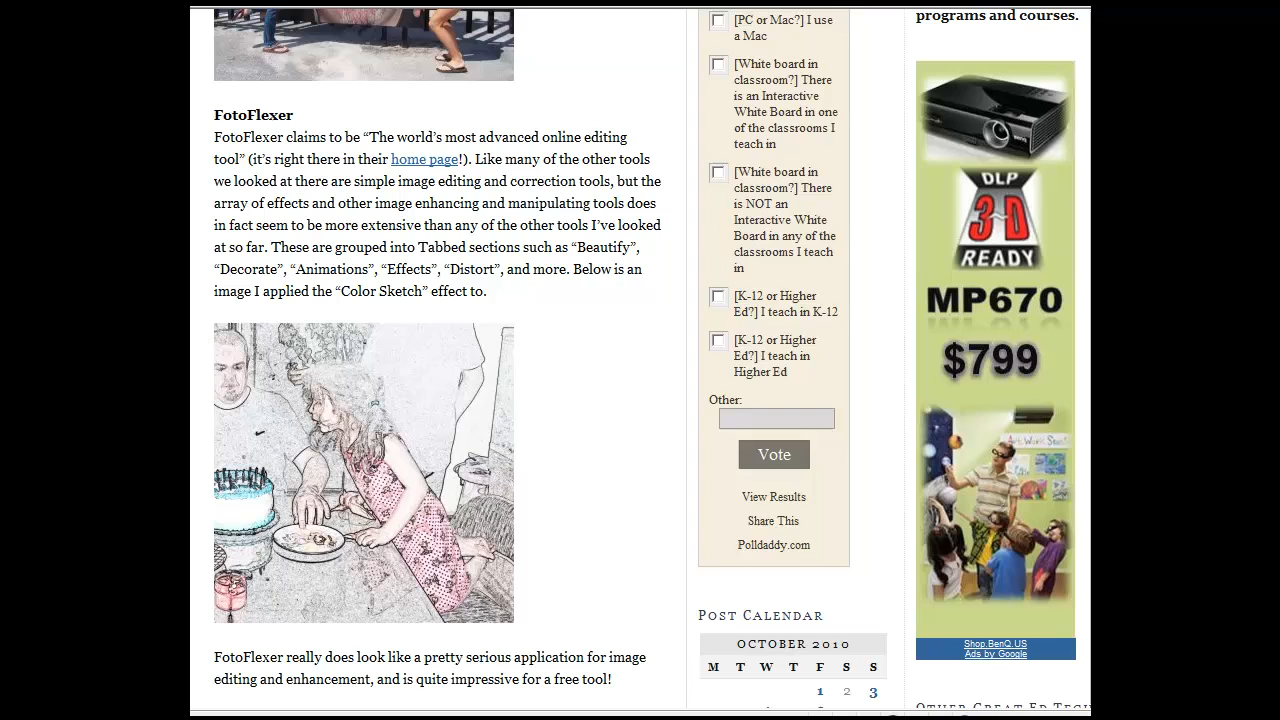 FotoFlexer
FotoFlexer claims to be “The world’s most advanced online editing
tool” (it’s right there in their home page!). Like many of the other tools
we looked at there are simple image editing and correction tools, but the
array of effects and other image enhancing and manipulating tools does
in fact seem to be more extensive than any of the other tools I’ve looked
at so far. These are grouped into Tabbed sections such as “Beautify”,
“Decorate”, “Animations”, “Effects”, “Distort”, and more. Below is an
image I applied the “Color Sketch” effect to.
FotoFlexer really does look like a pretty serious application for image
editing and enhancement, and is quite impressive for a free tool!
[PC or Mac?] I use
a Mac
[White board in
classroom?] There
is an Interactive
White Board in one
of the classrooms I
teach in
[White board in
classroom?] There
is NOT an
Interactive White
Board in any of the
classrooms I teach
in
[K-12 or Higher
Ed?] I teach in K-12
[K-12 or Higher
Ed?] I teach in
Higher Ed
Other:
Vote
View Results
Share This
Polldaddy.com
POST CALENDAR
OCTOBER 2010
M T W T F S S
1 2 3
programs and courses.
DLP
3-D
READY
MP670
$799
Shop.BenQ.US
Ads by Google